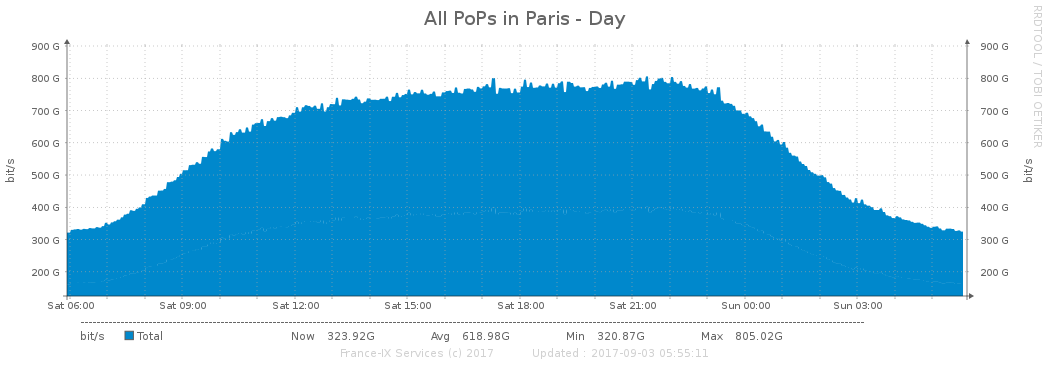 All PoPs in Paris - Day
RRDTOOL / TOBI OETIKER
bit/s
900 G
800 G
700 G
600 G
500 G
400 G
300 G
200 G
900 G
800 G
700 G
600 G
500 G
400 G
300 G
200 G
bit/s
Sat 06:00 Sat 09:00 Sat 12:00 Sat 15:00 Sat 18:00 Sat 21:00 Sun 00:00 Sun 03:00
bit/s Total Now 323.92G Avg 618.98G Min 320.87G Max 805.02G
France-IX Services (c) 2017 Updated : 2017-09-03 05:55:11